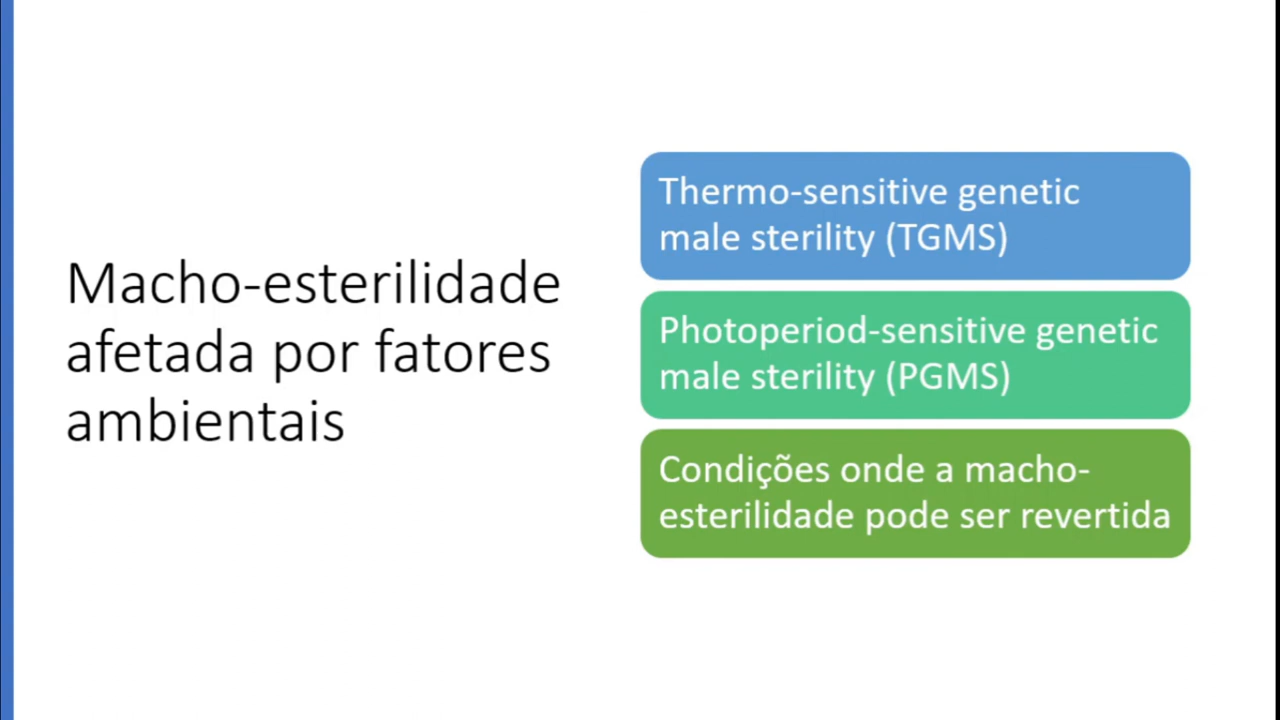 Macho-esterilidade
afetada por fatores
ambientais
Thermo-sensitive genetic
male sterility (TGMS)
Photoperiod-sensitive genetic
male sterility (PGMS)
Condições onde a macho-
esterilidade pode ser revertida